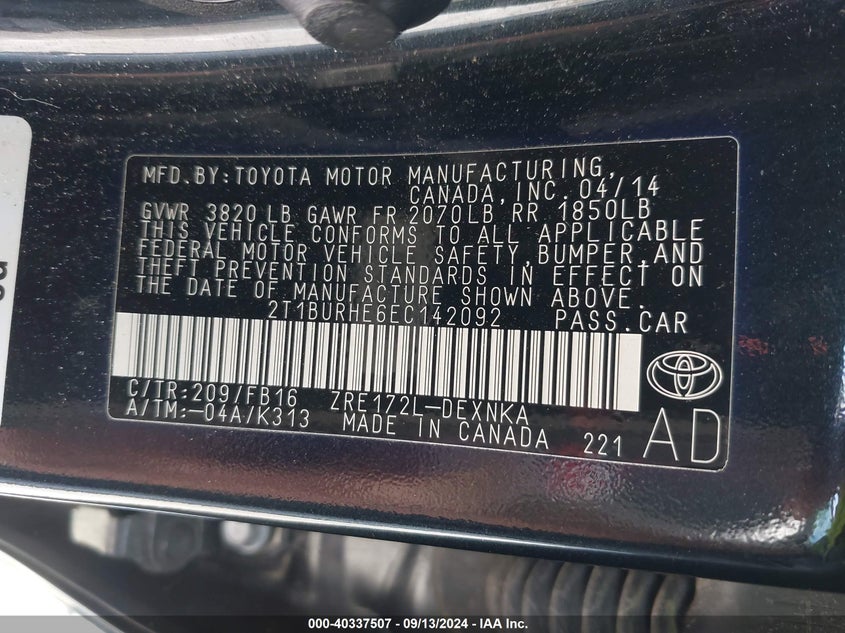 MFD.BY:TOYOTA MOTOR MANUFACTURING,
CANADA,INC.04/14
GVWR 3820 LB GAWR FR 2070LB RR 1850LB
THIS VEHICLE CONFORMS TO ALL APPLICABLE
FEDERAL MOTOR VEHICLE SAFETY,BUMPER,AND
THEFT PREVENTION STANDARDS IN EFFECT ON
THE DATE OF MANUFACTURE SHOWN ABOVE.
2T1BURHE6EC142092 PASS.CAR
C/TR:209/FB16 ZRE172L-DEXNKA
A/TM:-04A/K313 MADE IN CANADA 221 AD
000-40337507 - 09/13/2024 - IAA Inc.